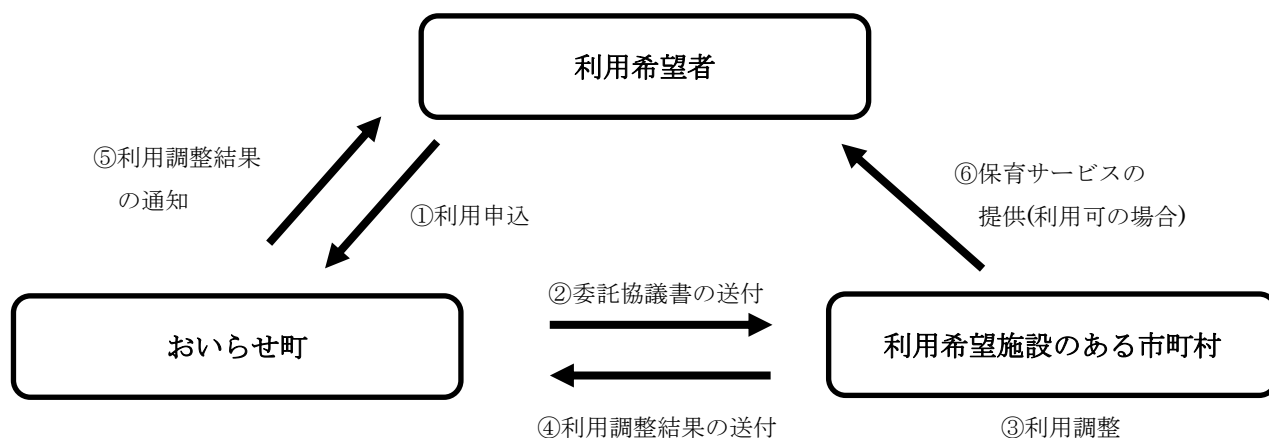 利用希望者
⑤利用調整結果
の通知
①利用申込
⑥保育サービスの
提供(利用可の場合)
おいらせ町
②委託協議書の送付
④利用調整結果の送付
利用希望施設のある市町村
③利用調整